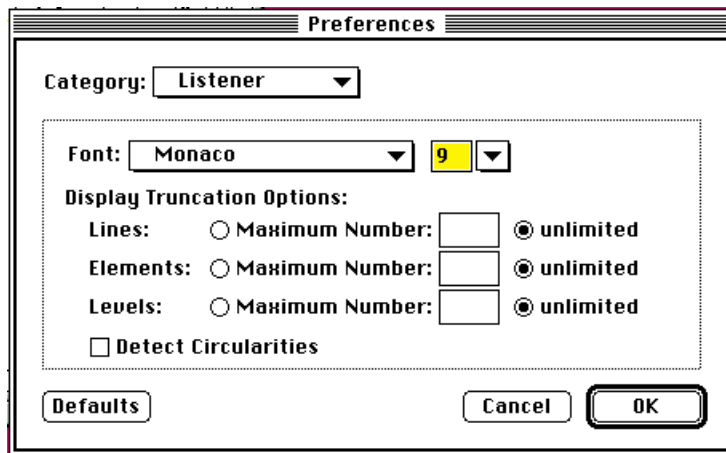 Preferences
Category: Listener
Font: Monaco 9
Display Truncation Options:
Lines: Maximum Number: unlimited
Elements: Maximum Number: unlimited
Levels: Maximum Number: unlimited
Detect Circularities
Defaults Cancel OK